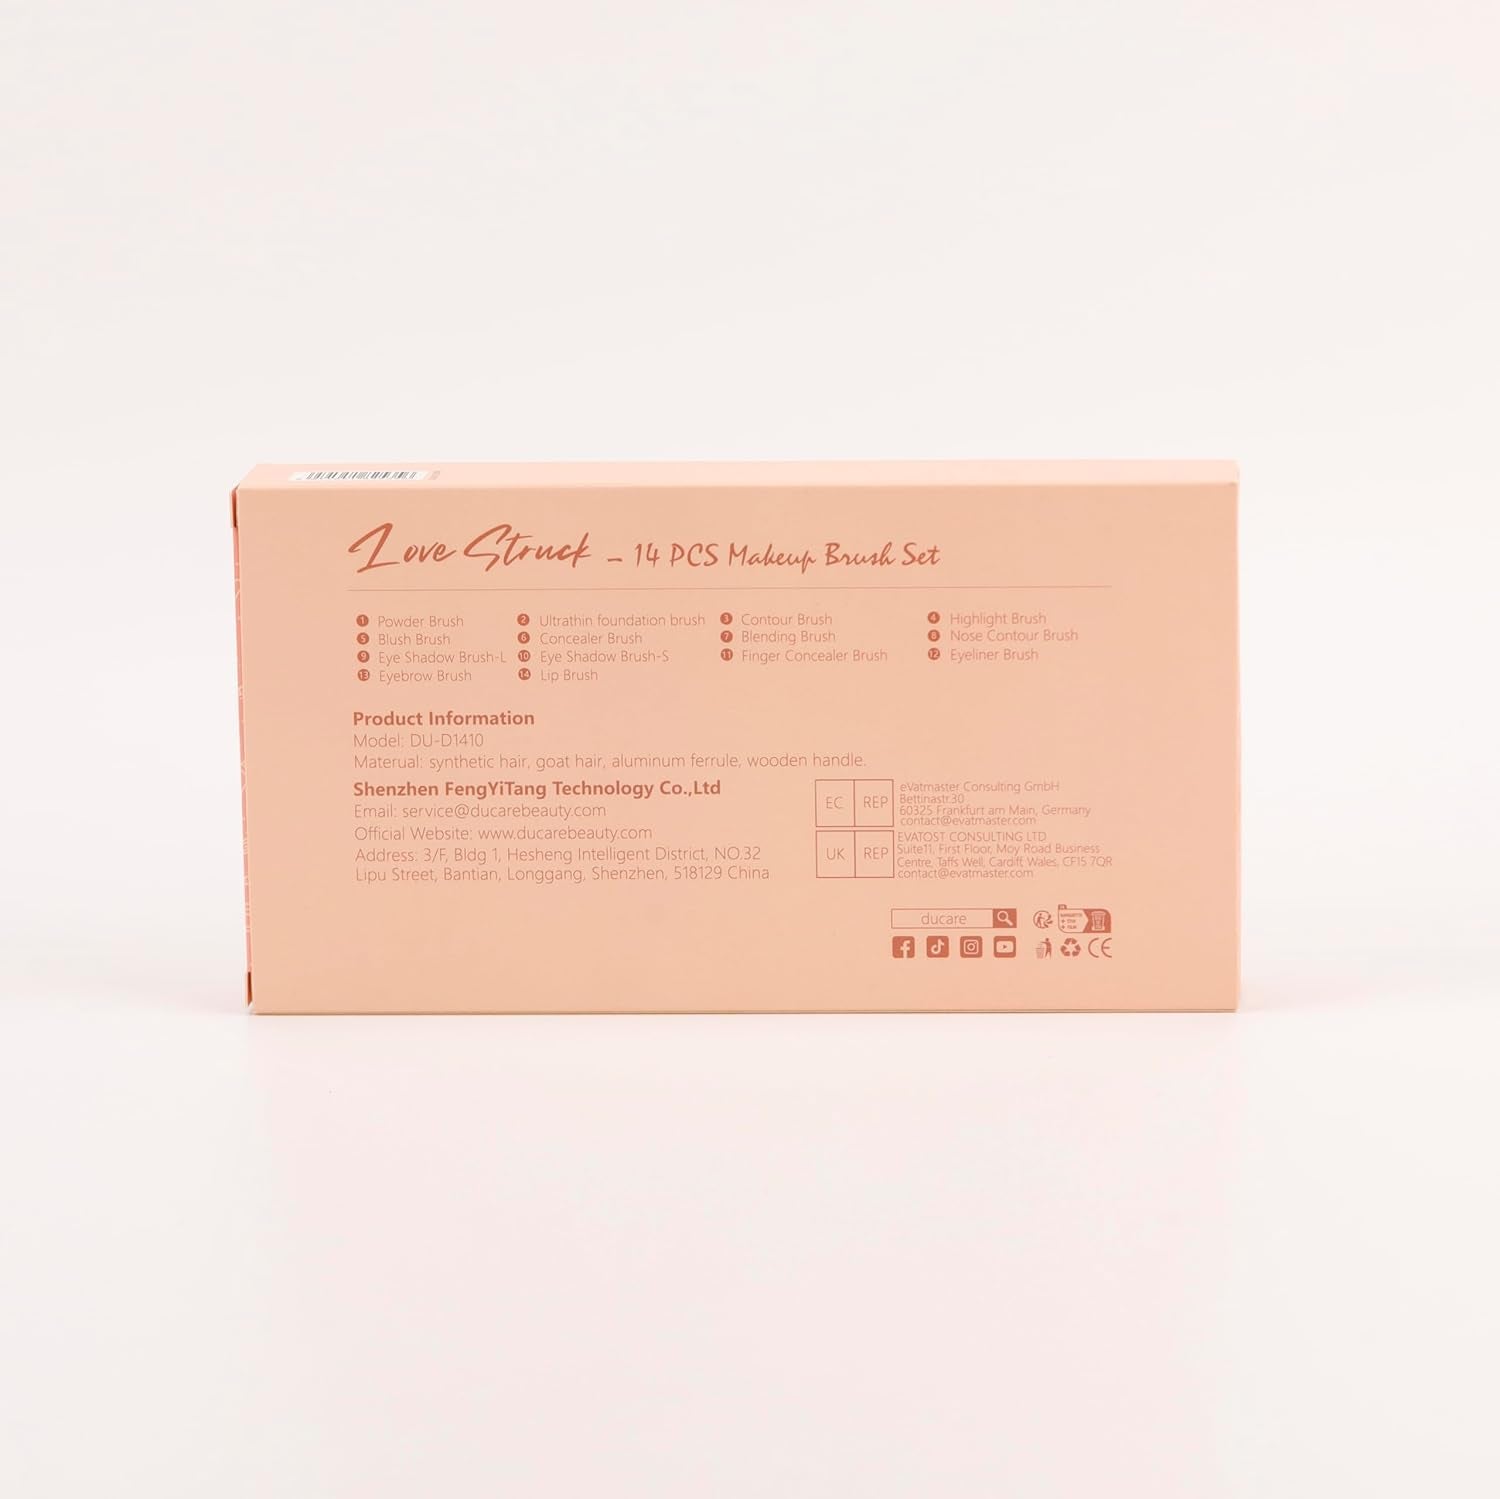 Love Struck – 14 PCS Makeup Brush Set
1 Powder Brush 2 Ultrathin foundation brush 3 Contour Brush 4 Highlight Brush
5 Blush Brush 6 Concealer Brush 7 Blending Brush 8 Nose Contour Brush
9 Eye Shadow Brush-L 10 Eye Shadow Brush-S 11 Finger Concealer Brush 12 Eyeliner Brush
13 Eyebrow Brush 14 Lip Brush
Product Information
Model: DU-D1410
Materual: synthetic hair, goat hair, aluminum ferrule, wooden handle.
Shenzhen FengYiTang Technology Co.,Ltd
Email: service@ducarebeauty.com
Official Website: www.ducarebeauty.com
Address: 3/F, Bldg 1, Hesheng Intelligent District, NO.32
Lipu Street, Bantian, Longgang, Shenzhen, 518129 China
EC REP
eVatmaster Consulting GmbH
Bettinastr.30
60325 Frankfurt am Main, Germany
contact@evatmaster.com
UK REP
EVATOST CONSULTING LTD
Suite11, First Floor, Moy Road Business
Centre, Taffs Well, Cardiff, Wales, CF15 7QR
contact@evatmaster.com
ducare
CE